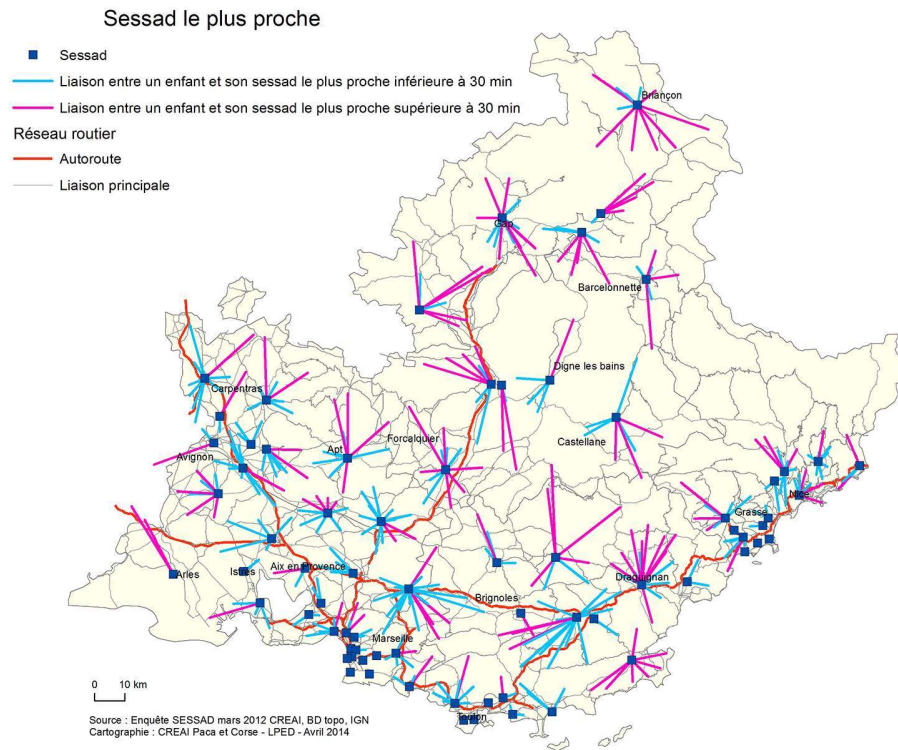 Sessad le plus proche
Sessad
Liaison entre un enfant et son sessad le plus proche inférieure à 30 min
Liaison entre un enfant et son sessad le plus proche supérieure à 30 min
Réseau routier
Autoroute
Liaison principale
Briançon
Gap
Barcelonnette
Digne les bains
Carpentras
Forcalquier
Castellane
Apt
Avignon
Nice
Grasse
Aix en Provence
Istres
Arles
Draguignan
Brignoles
Marseille
Toulon
0 10 km
Source : Enquête SESSAD mars 2012 CREAI, BD topo, IGN
Cartographie : CREAI Paca et Corse - LPED - Avril 2014